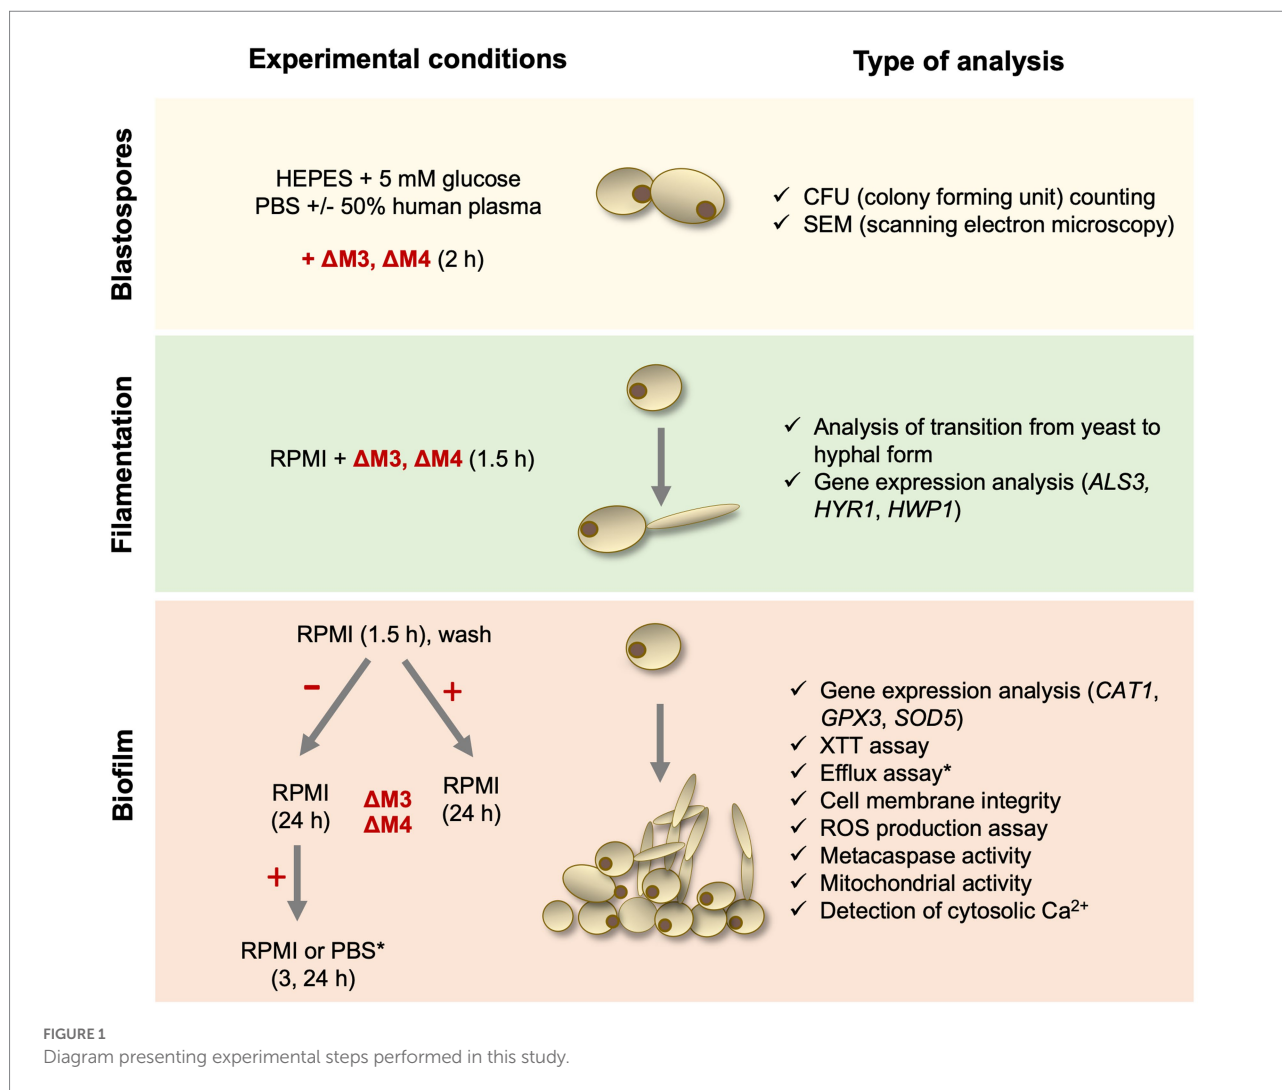 Experimental conditions
Type of analysis
Blastospores
HEPES + 5 mM glucose
PBS +/- 50% human plasma
+ ΔM3, ΔM4 (2 h)
✓ CFU (colony forming unit) counting
✓ SEM (scanning electron microscopy)
Filamentation
RPMI + ΔM3, ΔM4 (1.5 h)
✓ Analysis of transition from yeast to
hyphal form
✓ Gene expression analysis (ALS3,
HYR1, HWP1)
Biofilm
RPMI (1.5 h), wash
–
+
RPMI
(24 h)
ΔM3
ΔM4
RPMI
(24 h)
+
RPMI or PBS*
(3, 24 h)
✓ Gene expression analysis (CAT1,
GPX3, SOD5)
✓ XTT assay
✓ Efflux assay*
✓ Cell membrane integrity
✓ ROS production assay
✓ Metacaspase activity
✓ Mitochondrial activity
✓ Detection of cytosolic Ca²⁺
FIGURE 1
Diagram presenting experimental steps performed in this study.